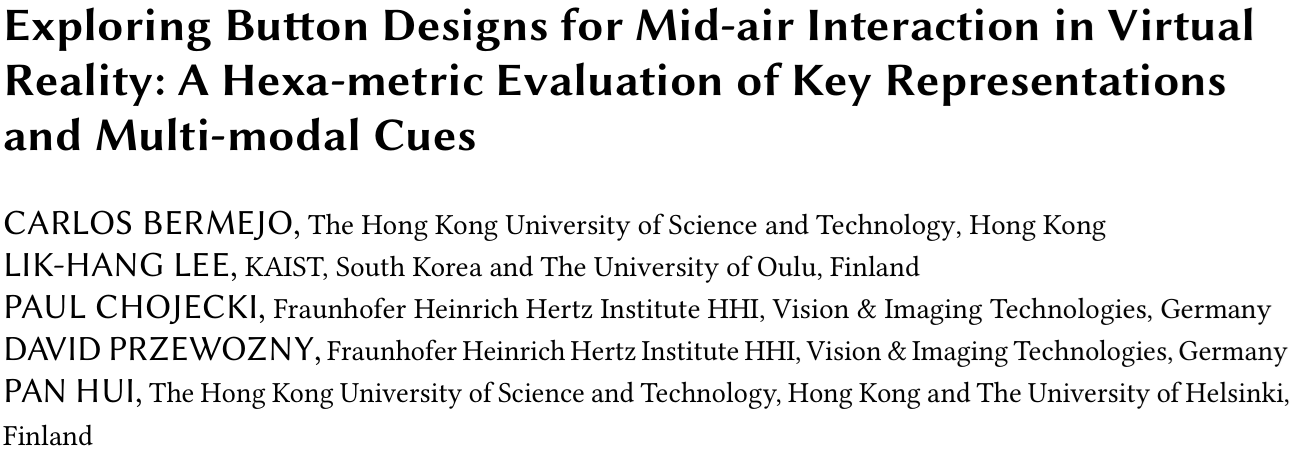 Exploring Button Designs for Mid-air Interaction in Virtual
Reality: A Hexa-metric Evaluation of Key Representations
and Multi-modal Cues
CARLOS BERMEJO, The Hong Kong University of Science and Technology, Hong Kong
LIK-HANG LEE, KAIST, South Korea and The University of Oulu, Finland
PAUL CHOJECKI, Fraunhofer Heinrich Hertz Institute HHI, Vision & Imaging Technologies, Germany
DAVID PRZEWOZNY, Fraunhofer Heinrich Hertz Institute HHI, Vision & Imaging Technologies, Germany
PAN HUI, The Hong Kong University of Science and Technology, Hong Kong and The University of Helsinki,
Finland